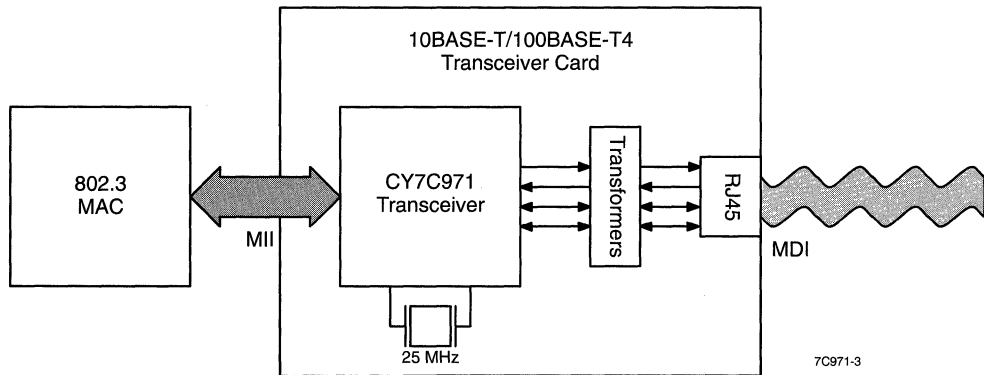 10BASE-T/100BASE-T4
Transceiver Card
802.3
MAC
MII
CY7C971
Transceiver
Transformers
RJ45
MDI
25 MHz
7C971-3